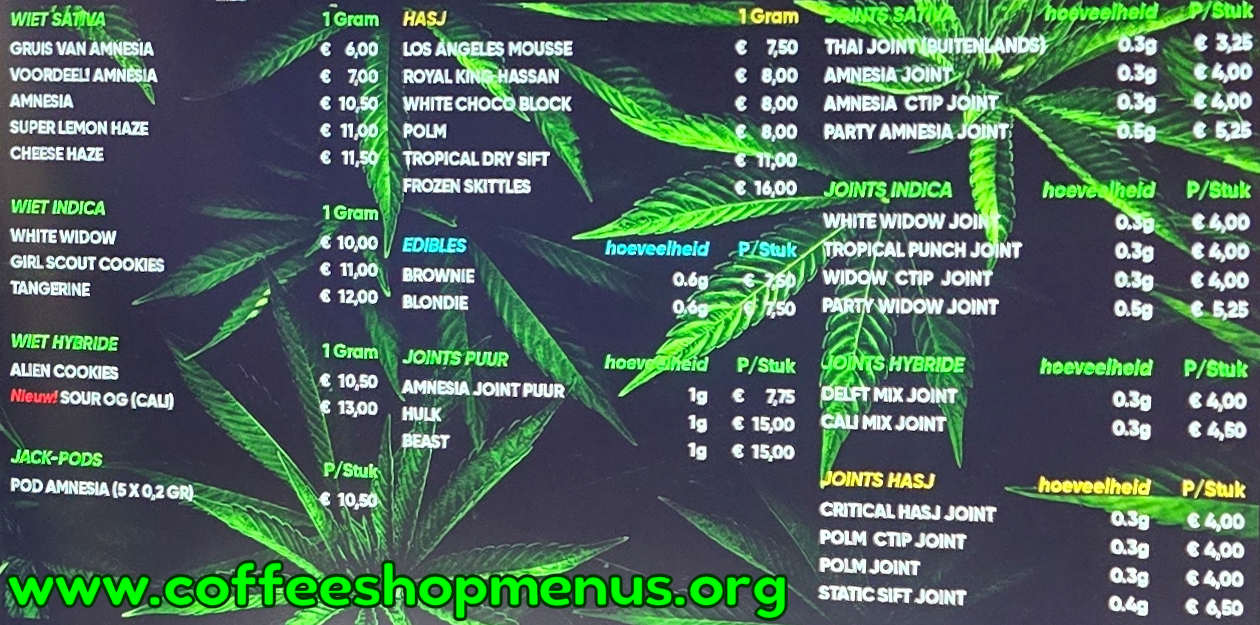 WIET SATIVA 1 Gram
GRUIS VAN AMNESIA € 6,00
VOORDEEL! AMNESIA € 7,00
AMNESIA € 10,50
SUPER LEMON HAZE € 11,00
CHEESE HAZE € 11,50
WIET INDICA 1 Gram
WHITE WIDOW € 10,00
GIRL SCOUT COOKIES € 11,00
TANGERINE € 12,00
WIET HYBRIDE 1 Gram
ALIEN COOKIES € 10,50
Nieuw! SOUR OG (CALI) € 13,00
JACK-PODS P/Stuk
POD AMNESIA (5 X 0,2 GR) € 10,50
HASJ 1 Gram
LOS ANGELES MOUSSE € 7,50
ROYAL KING HASSAN € 8,00
WHITE CHOCO BLOCK € 8,00
POLM € 8,00
TROPICAL DRY SIFT € 11,00
FROZEN SKITTLES € 16,00
EDIBLES hoeveelheid P/Stuk
BROWNIE 0.6g € 7,50
BLONDIE 0.6g € 7,50
JOINTS PUUR hoeveelheid P/Stuk
AMNESIA JOINT PUUR 1g € 7,75
HULK 1g € 15,00
BEAST 1g € 15,00
JOINTS SATIVA hoeveelheid P/Stuk
THAI JOINT (BUITENLANDS) 0.3g € 3,25
AMNESIA JOINT 0.3g € 4,00
AMNESIA CTIP JOINT 0.3g € 4,00
PARTY AMNESIA JOINT 0.5g € 5,25
JOINTS INDICA hoeveelheid P/Stuk
WHITE WIDOW JOINT 0.3g € 4,00
TROPICAL PUNCH JOINT 0.3g € 4,00
WIDOW CTIP JOINT 0.3g € 4,00
PARTY WIDOW JOINT 0.5g € 5,25
JOINTS HYBRIDE hoeveelheid P/Stuk
DELFT MIX JOINT 0.3g € 4,00
CALI MIX JOINT 0.3g € 4,50
JOINTS HASJ hoeveelheid P/Stuk
CRITICAL HASJ JOINT 0.3g € 4,00
POLM CTIP JOINT 0.3g € 4,00
POLM JOINT 0.3g € 4,00
STATIC SIFT JOINT 0.4g € 6,50
www.coffeeshopmenus.org